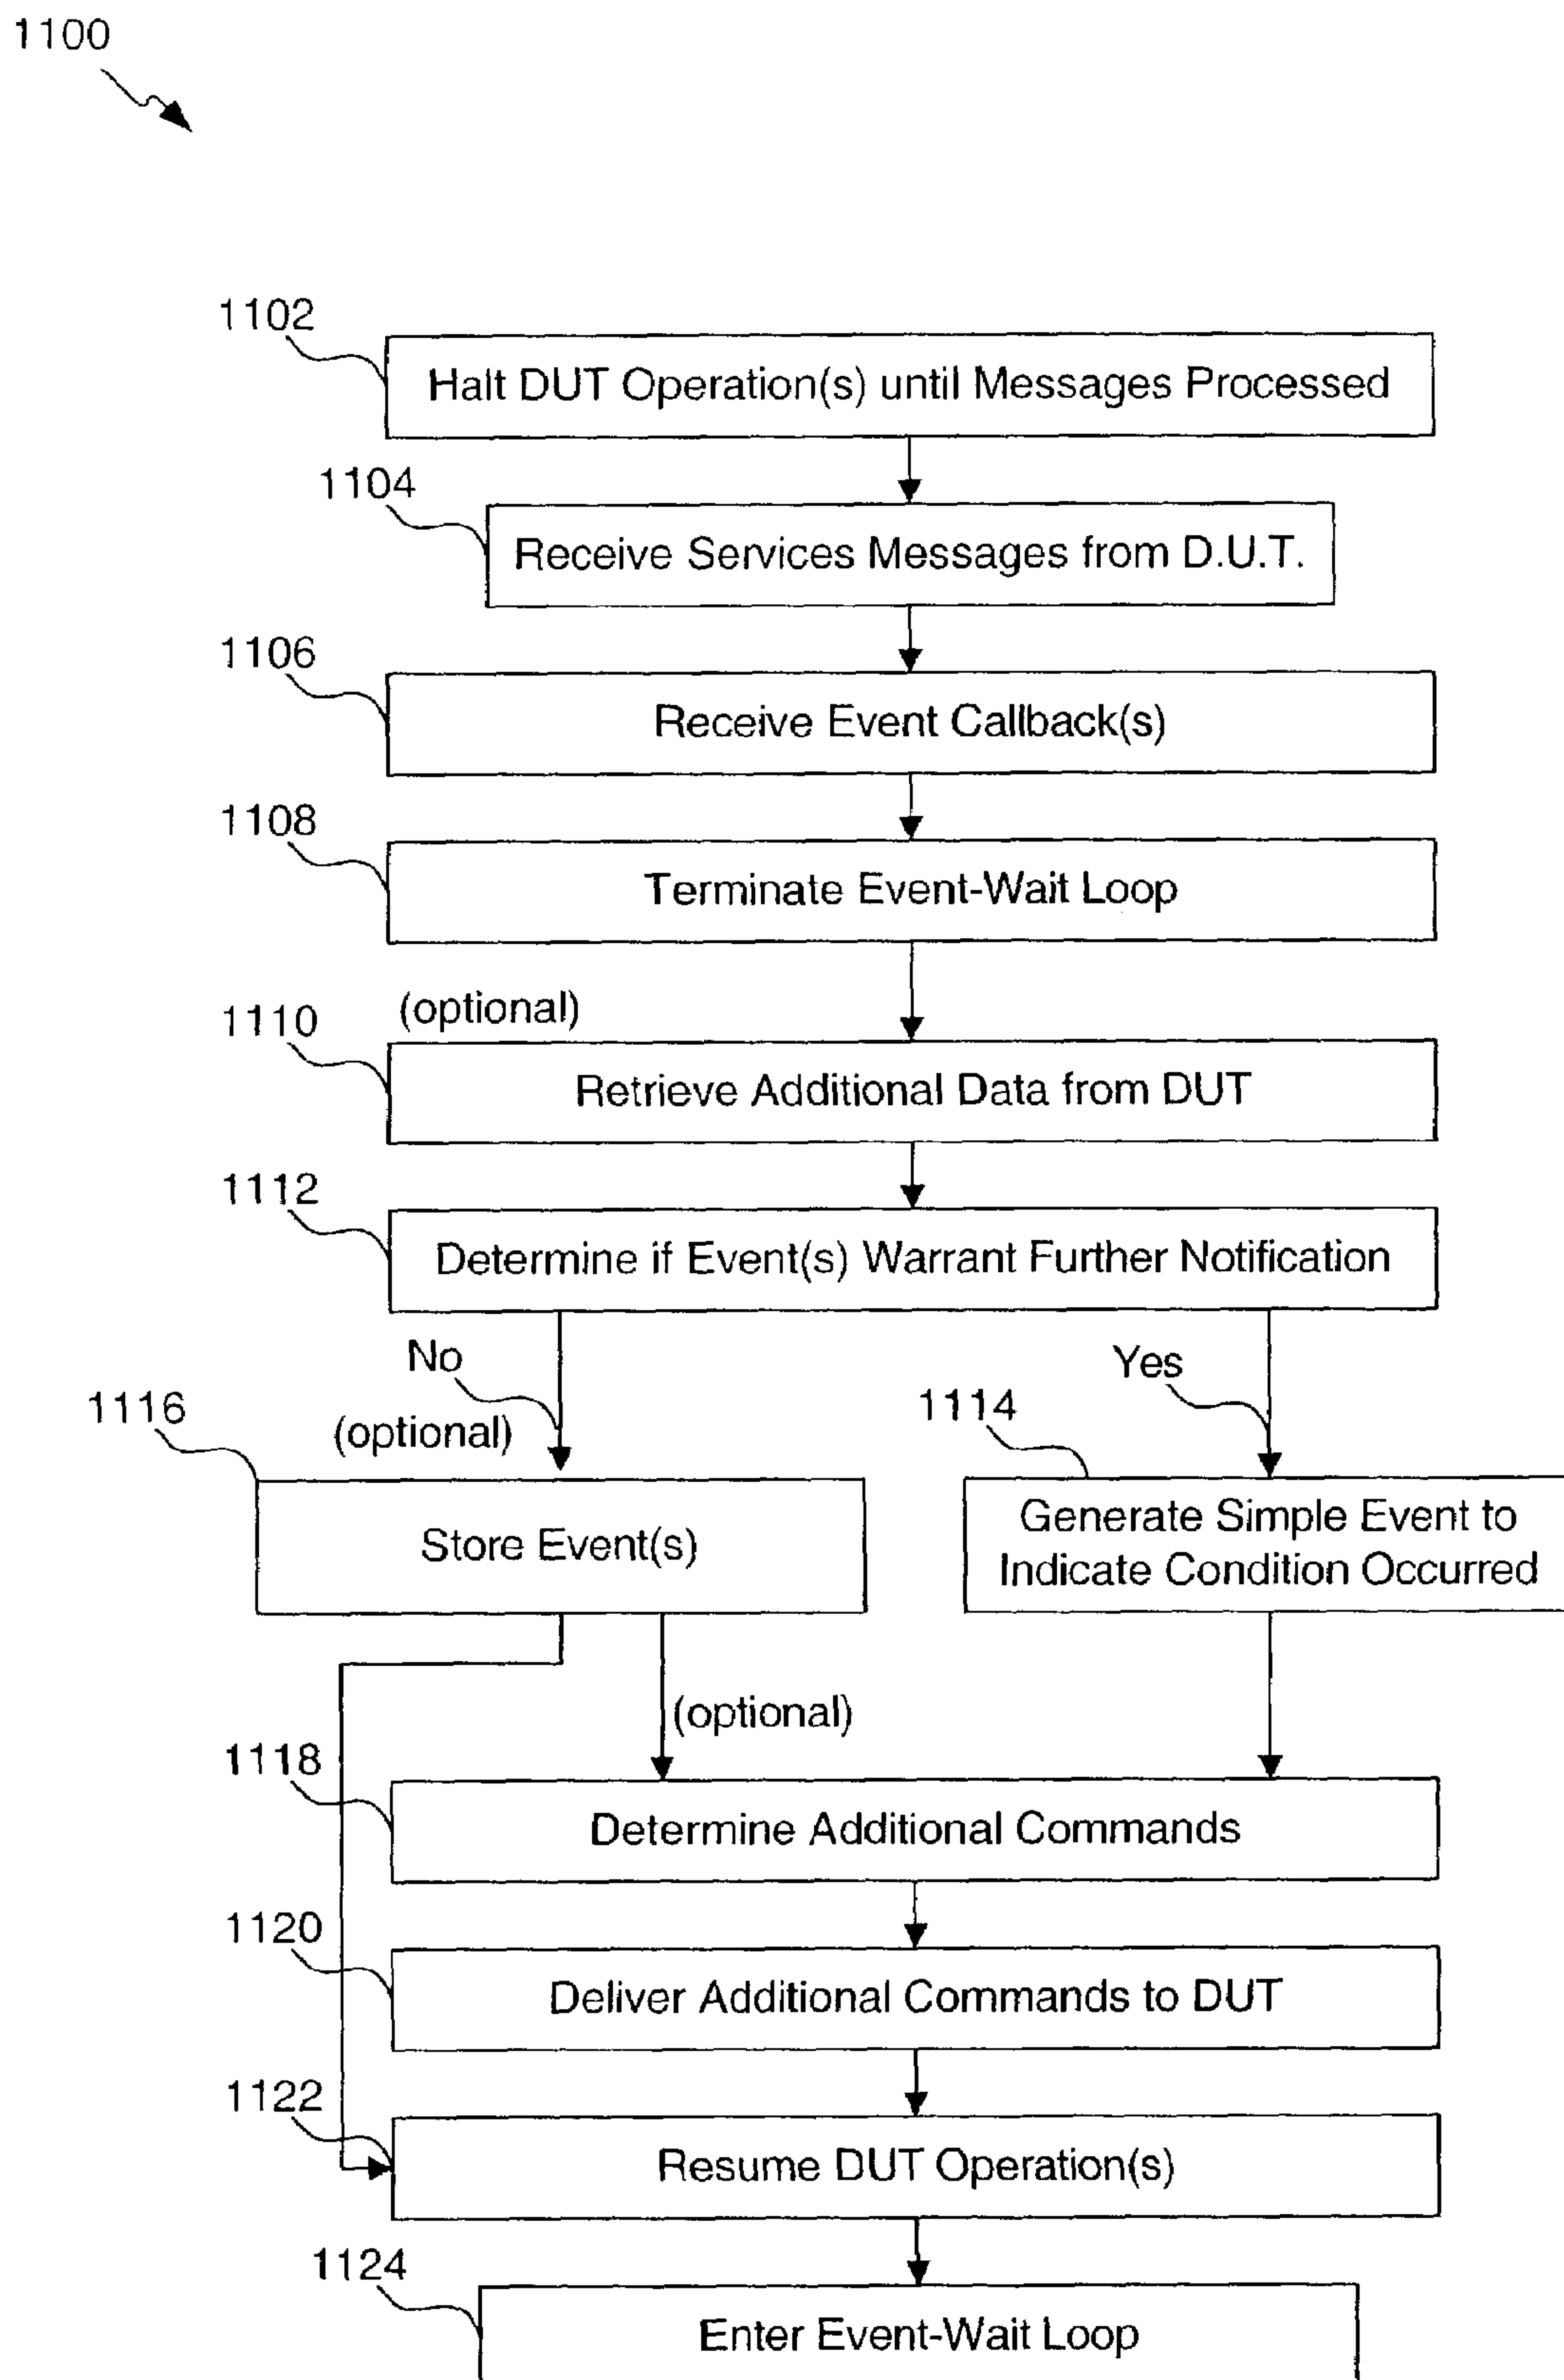 1100
1102
Halt DUT Operation(s) until Messages Processed
1104
Receive Services Messages from D.U.T.
1106
Receive Event Callback(s)
1108
Terminate Event-Wait Loop
(optional)
1110
Retrieve Additional Data from DUT
1112
Determine if Event(s) Warrant Further Notification
No
Yes
1116
(optional)
1114
Store Event(s)
Generate Simple Event to
Indicate Condition Occurred
(optional)
1118
Determine Additional Commands
1120
Deliver Additional Commands to DUT
1122
Resume DUT Operation(s)
1124
Enter Event-Wait Loop